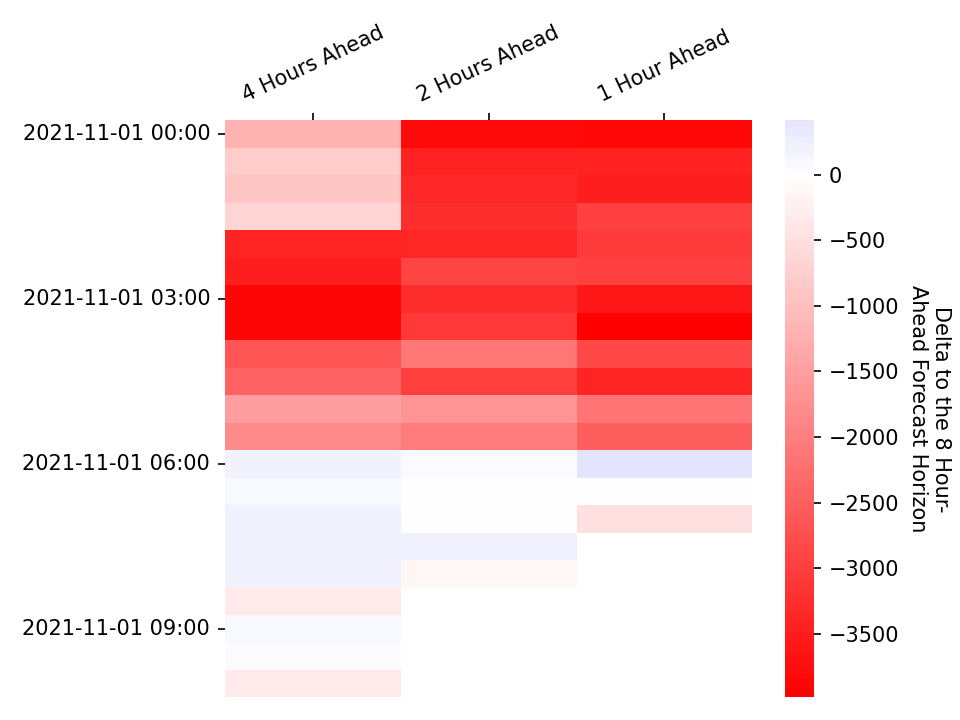 4 Hours Ahead
2 Hours Ahead
1 Hour Ahead
2021-11-01 00:00
2021-11-01 03:00
2021-11-01 06:00
2021-11-01 09:00
0
−500
−1000
−1500
−2000
−2500
−3000
−3500
Delta to the 8 Hour-
Ahead Forecast Horizon